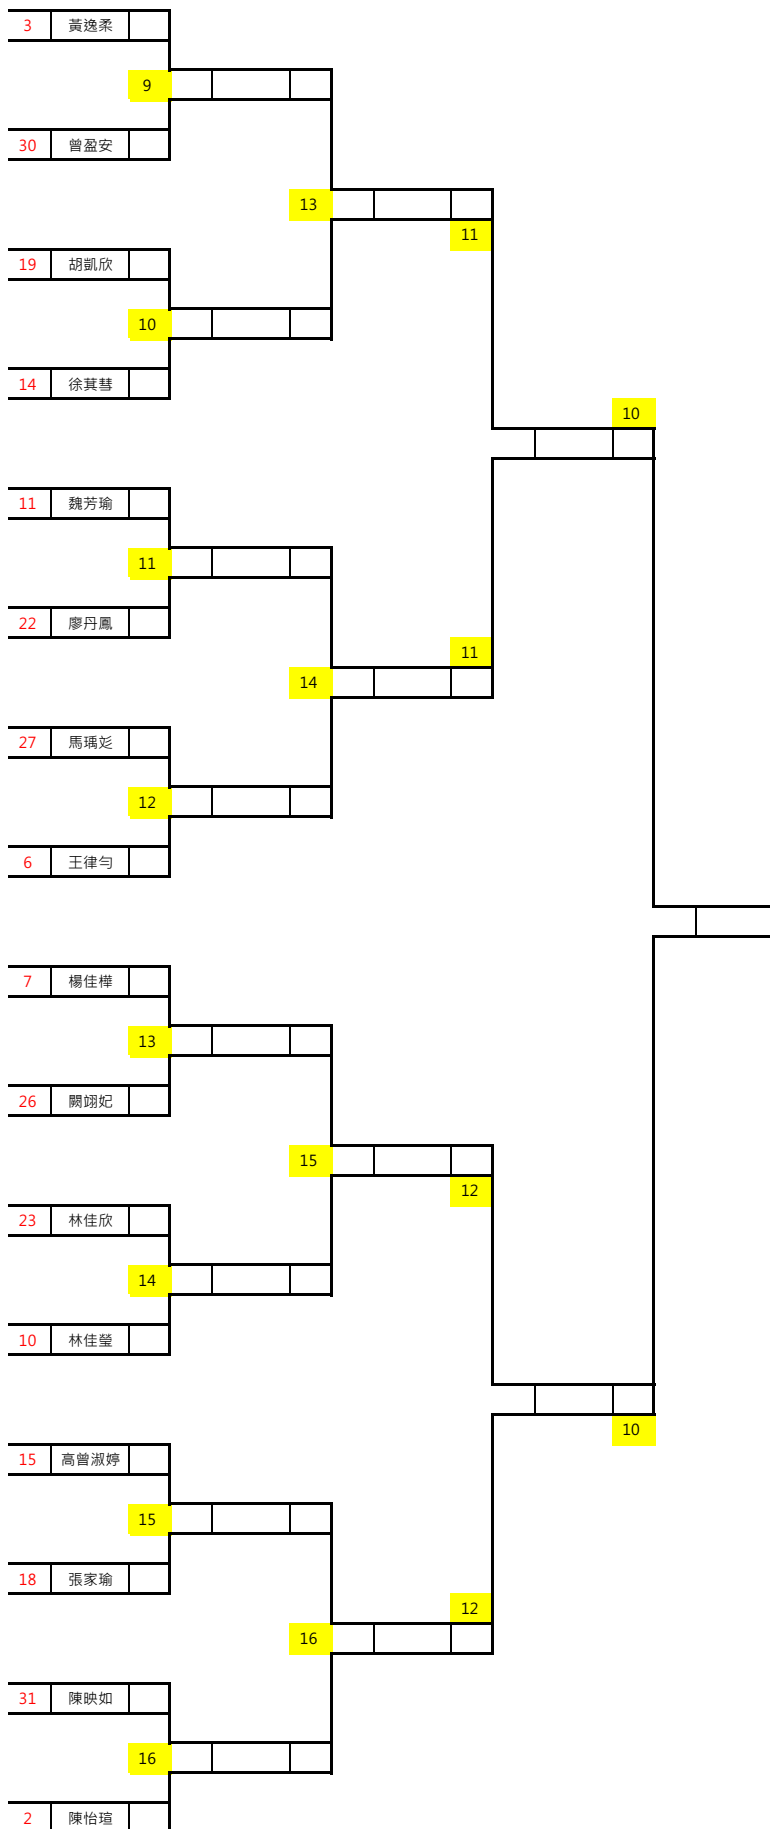 3 黃逸柔
9
30 曾盈安
13
11
19 胡凱欣
10
14 徐萁彗
10
11 魏芳瑜
11
22 廖丹鳳
11
14
27 馬瑀彣
12
6 王律勻
7 楊佳樺
13
26 闕翊妃
15
12
23 林佳欣
14
10 林佳瑩
10
15 高曾淑婷
15
18 張家瑜
12
16
31 陳映如
16
2 陳怡瑄